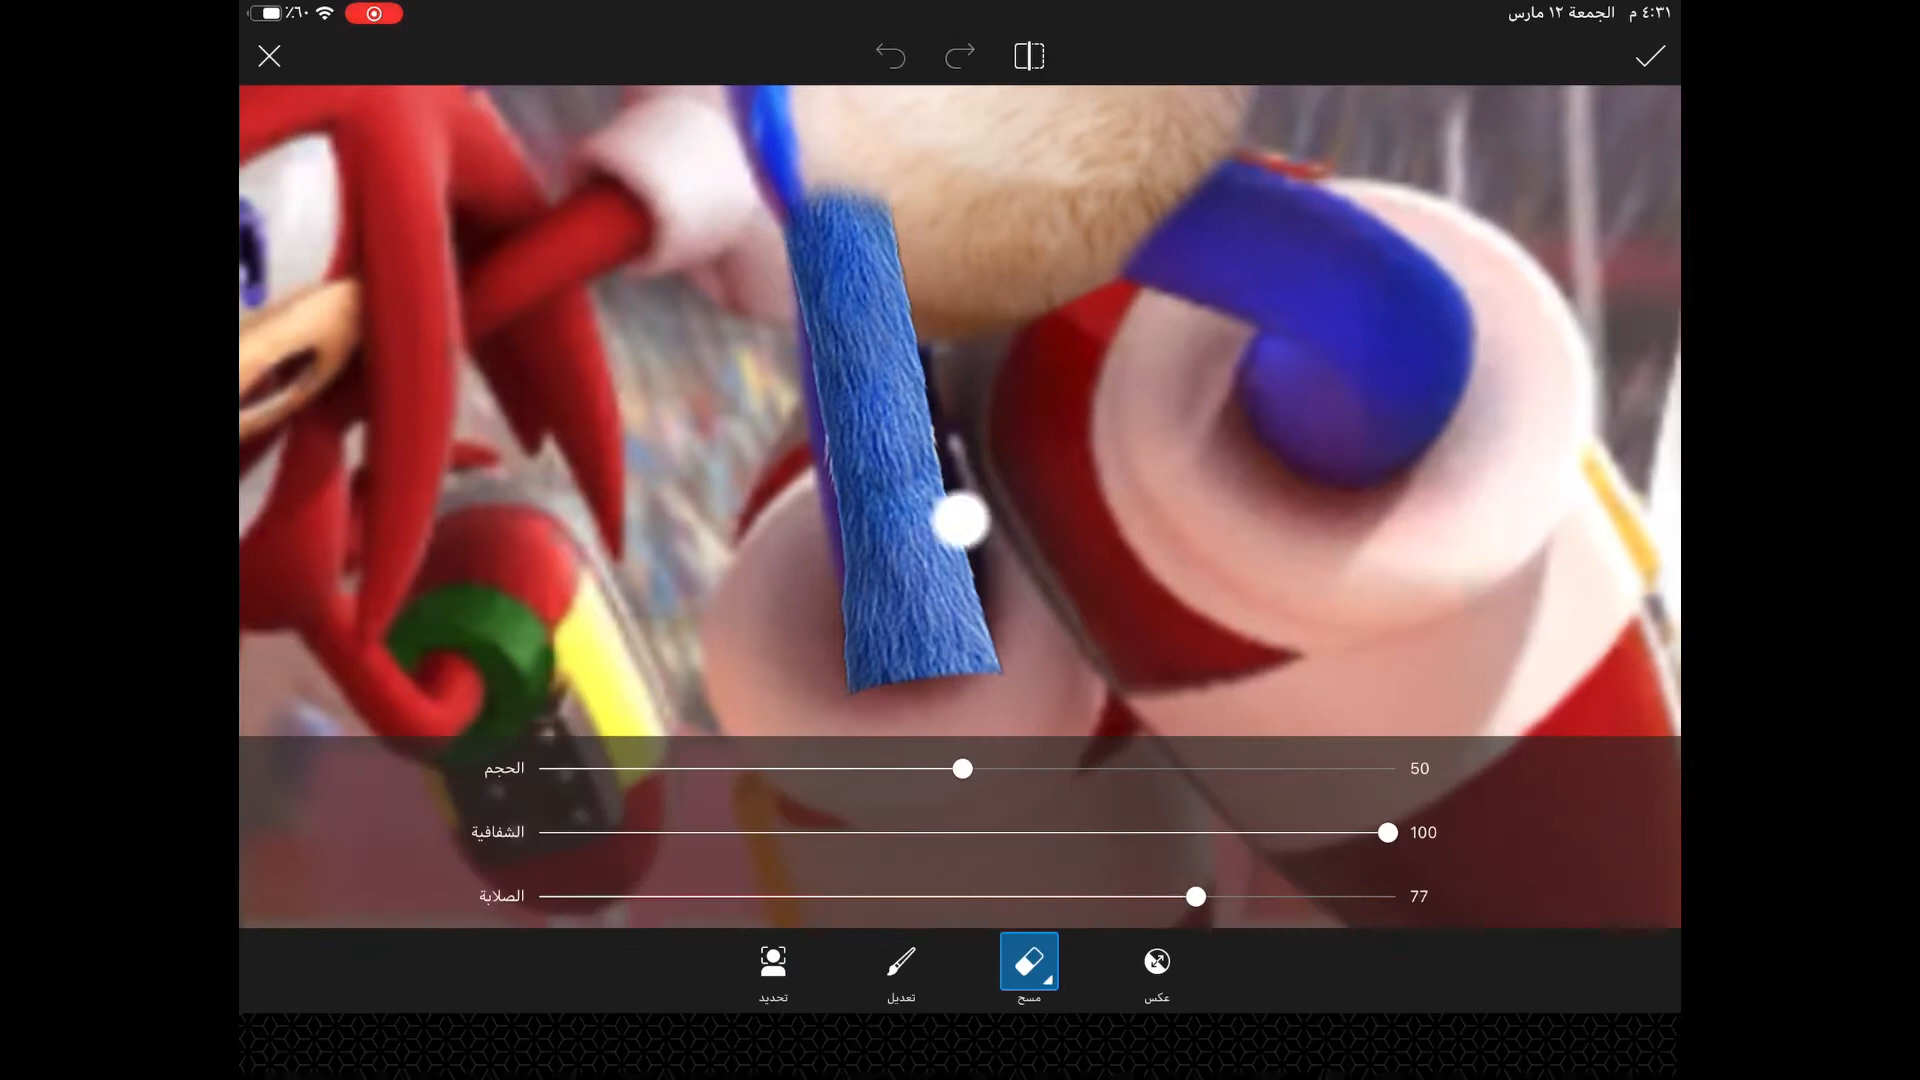 ٤:٣١ م الجمعة ١٢ مارس
٪٦٠
الحجم 50
الشفافية 100
الصلابة 77
تحديد
تعديل
مسح
عكس